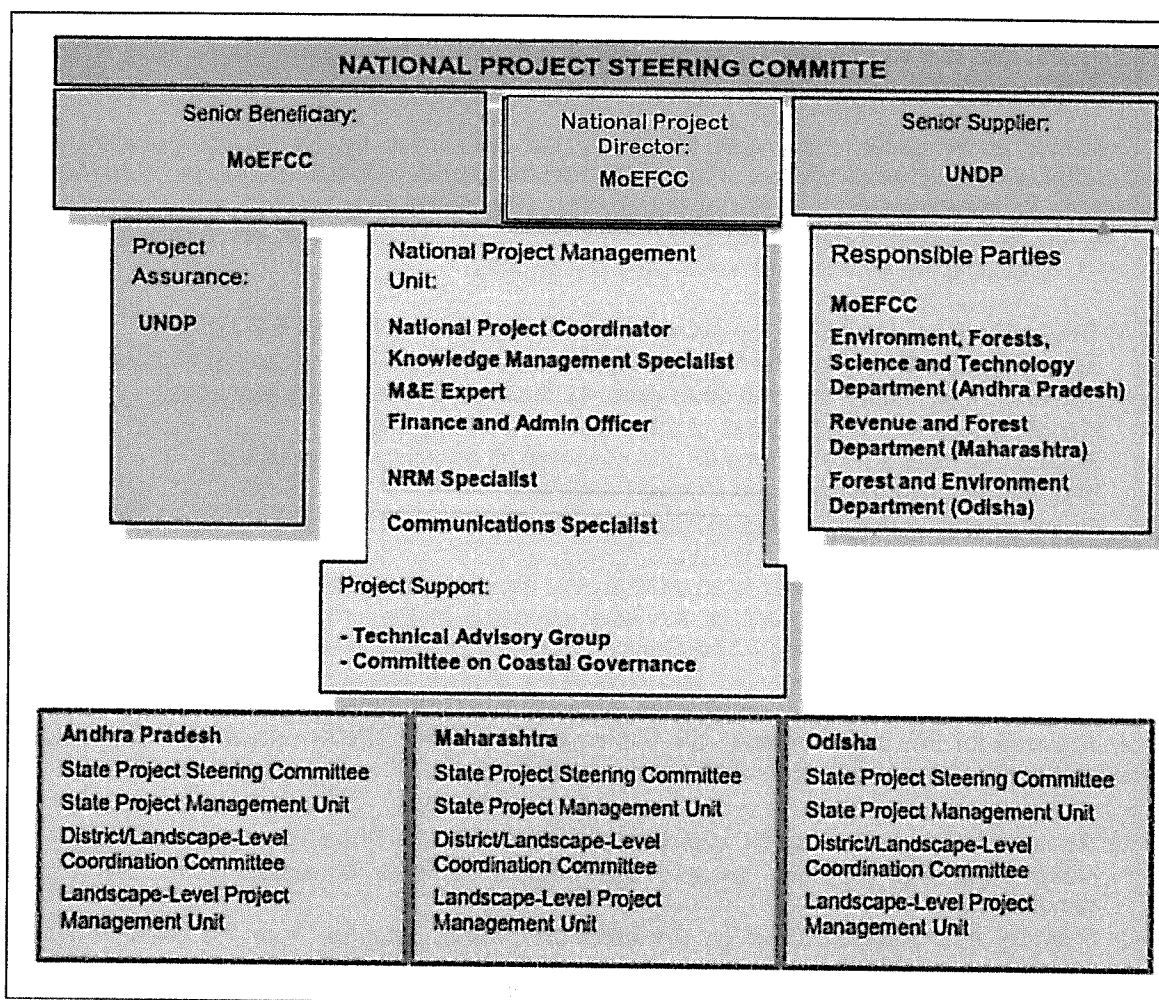 NATIONAL PROJECT STEERING COMMITTE
Senior Beneficiary:
MoEFCC
National Project
Director:
MoEFCC
Senior Supplier:
UNDP
Project
Assurance:
UNDP
National Project Management
Unit:
National Project Coordinator
Knowledge Management Specialist
M&E Expert
Finance and Admin Officer
NRM Specialist
Communications Specialist
Responsible Parties
MoEFCC
Environment, Forests,
Science and Technology
Department (Andhra Pradesh)
Revenue and Forest
Department (Maharashtra)
Forest and Environment
Department (Odisha)
Project Support:
- Technical Advisory Group
- Committee on Coastal Governance
Andhra Pradesh
State Project Steering Committee
State Project Management Unit
District/Landscape-Level
Coordination Committee
Landscape-Level Project
Management Unit
Maharashtra
State Project Steering Committee
State Project Management Unit
District/Landscape-Level
Coordination Committee
Landscape-Level Project
Management Unit
Odisha
State Project Steering Committee
State Project Management Unit
District/Landscape-Level
Coordination Committee
Landscape-Level Project
Management Unit